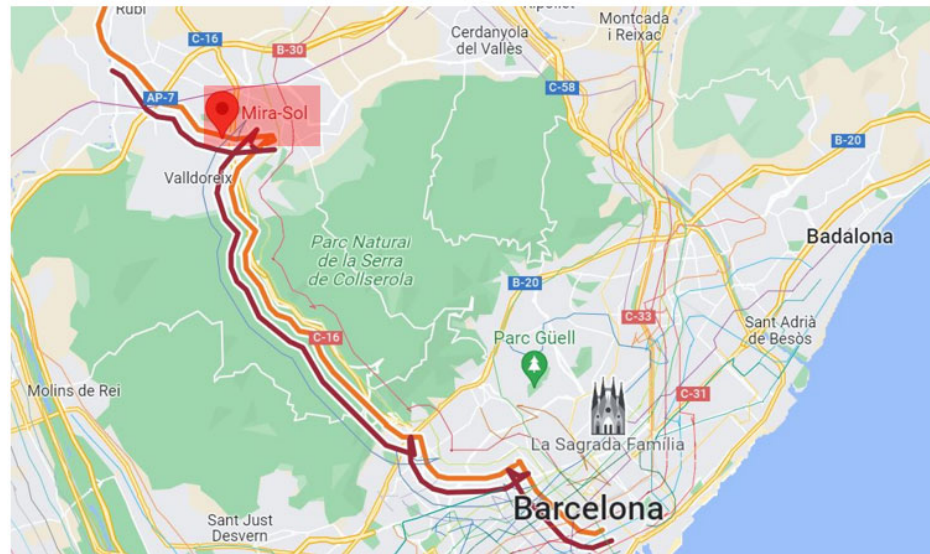 Rubí
Ripollet
Montcada
i Reixac
Cerdanyola
del Vallès
C-16
B-30
C-58
AP-7
Mira-Sol
B-20
Valldoreix
Parc Natural
de la Serra
de Collserola
Badalona
B-20
C-16
C-33
Parc Güell
Sant Adrià
de Besòs
Molins de Rei
C-31
La Sagrada Família
Barcelona
Sant Just
Desvern